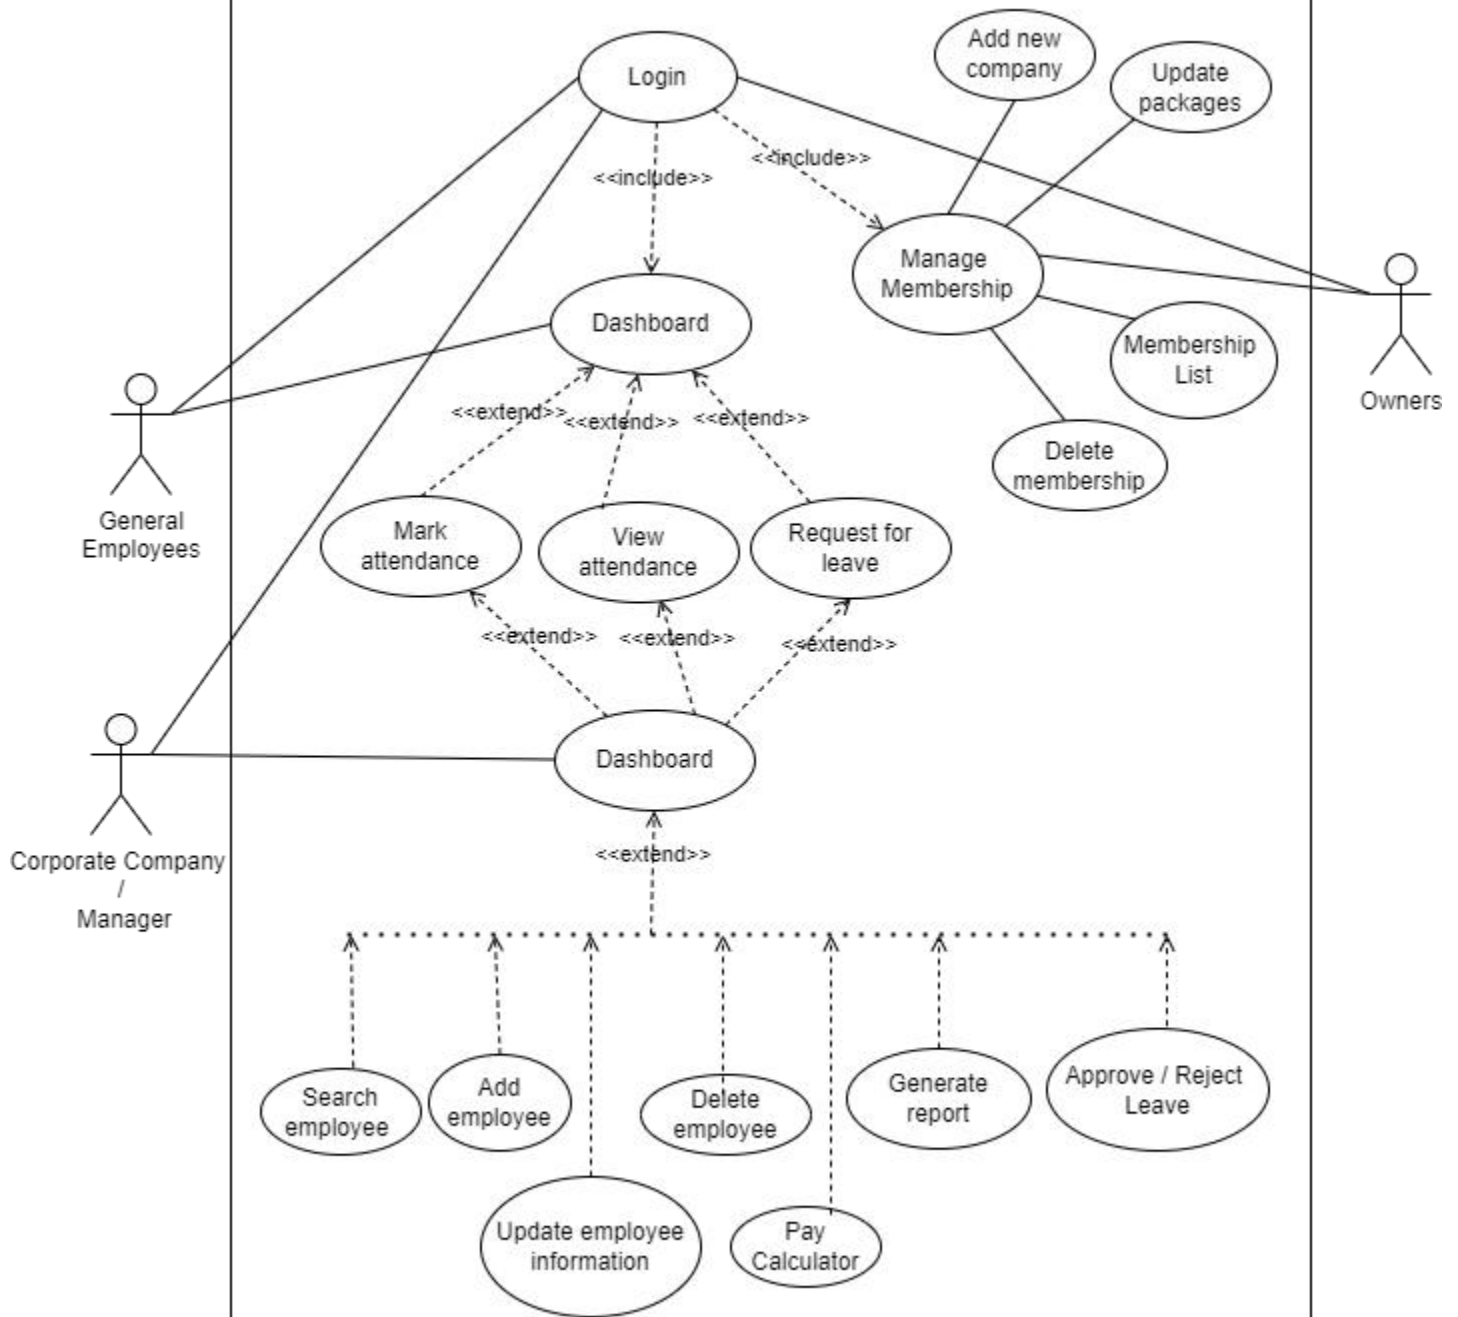 Add new
company
Update
packages
Login
<<include>>
<<include>>
Manage
Membership
Dashboard
Membership
List
Owners
<<extend>>
<<extend>>
<<extend>>
Delete
membership
General
Employees
Mark
attendance
View
attendance
Request for
leave
<<extend>>
<<extend>>
<<extend>>
Dashboard
Corporate Company
/
Manager
<<extend>>
Search
employee
Add
employee
Delete
employee
Generate
report
Approve / Reject
Leave
Update employee
information
Pay
Calculator